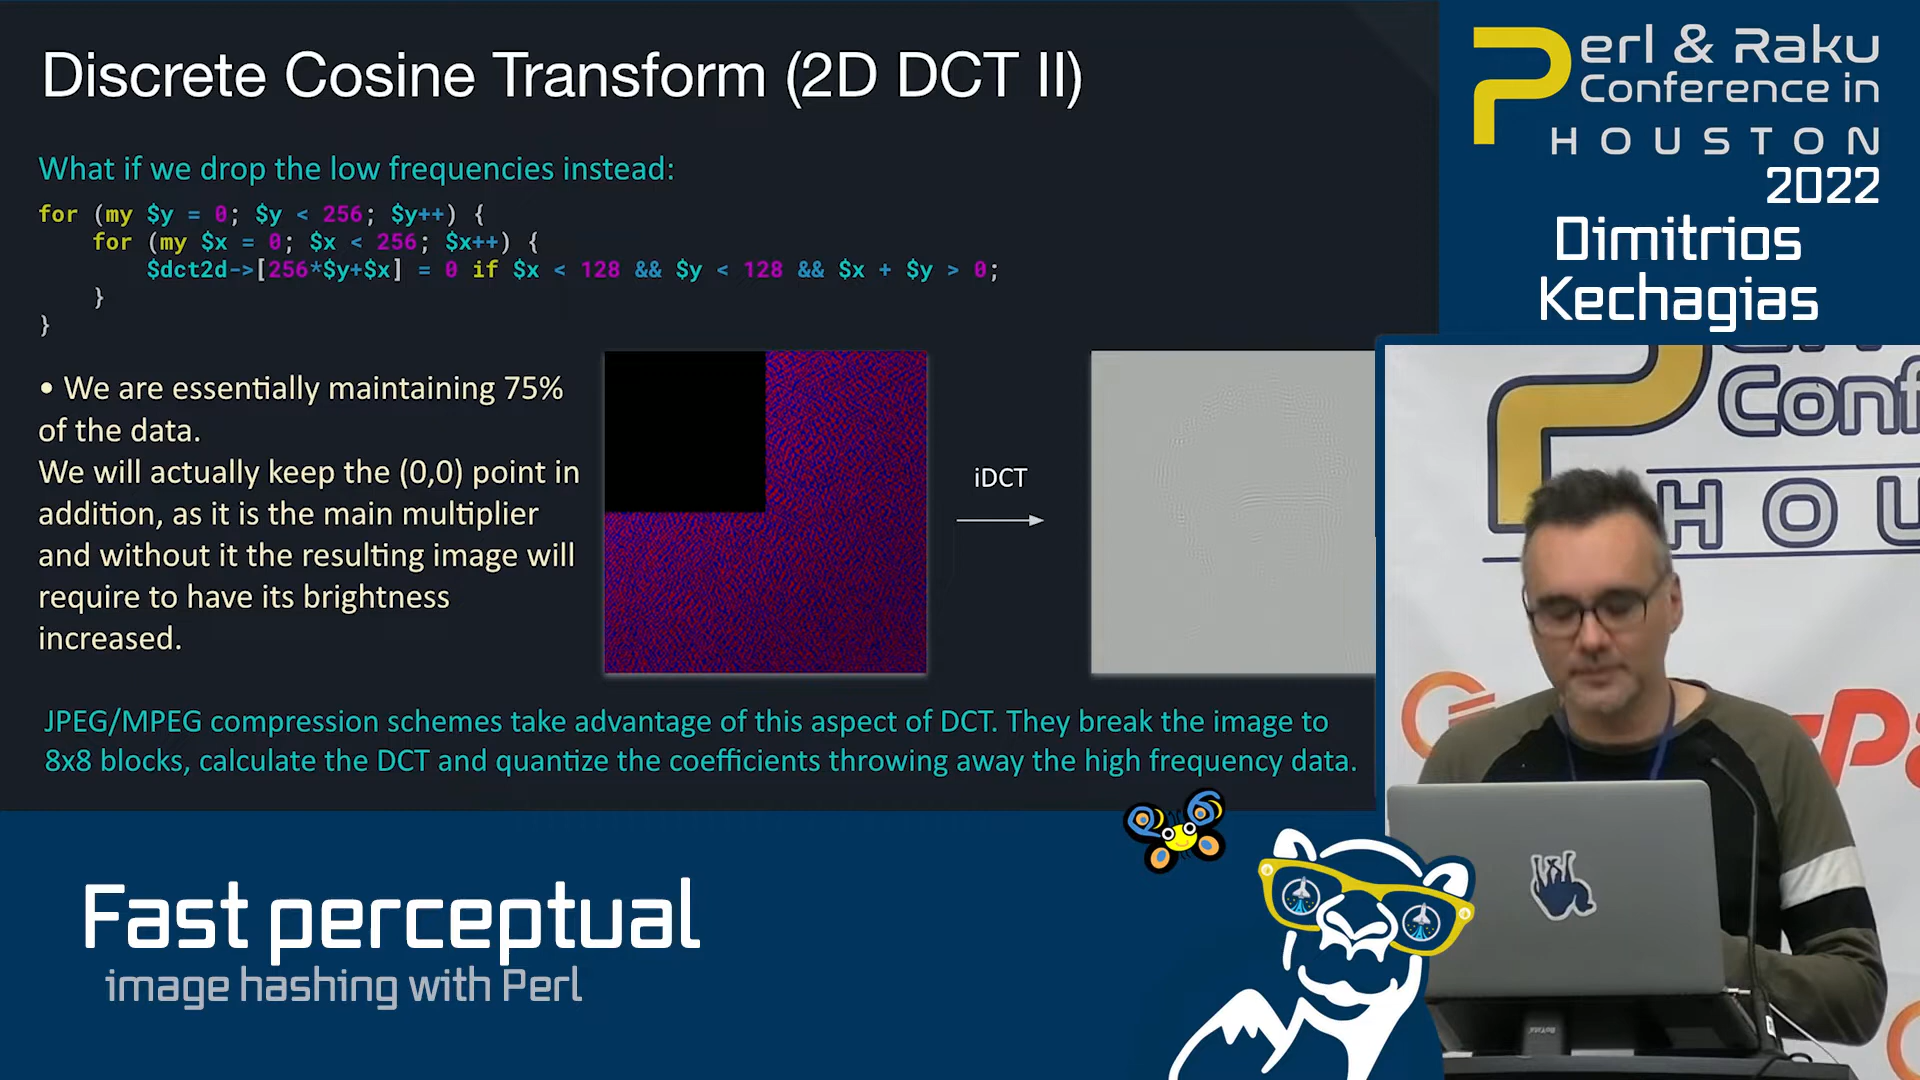 Discrete Cosine Transform (2D DCT II)
What if we drop the low frequencies instead:
for (my $y = 0; $y < 256; $y++) {
    for (my $x = 0; $x < 256; $x++) {
        $dct2d->[256*$y+$x] = 0 if $x < 128 && $y < 128 && $x + $y > 0;
    }
}
• We are essentially maintaining 75%
of the data.
We will actually keep the (0,0) point in
addition, as it is the main multiplier
and without it the resulting image will
require to have its brightness
increased.
iDCT
JPEG/MPEG compression schemes take advantage of this aspect of DCT. They break the image to
8x8 blocks, calculate the DCT and quantize the coefficients throwing away the high frequency data.
Perl & Raku
Conference in
HOUSTON
2022
Dimitrios
Kechagias
Conf
HOU
Fast perceptual
image hashing with Perl